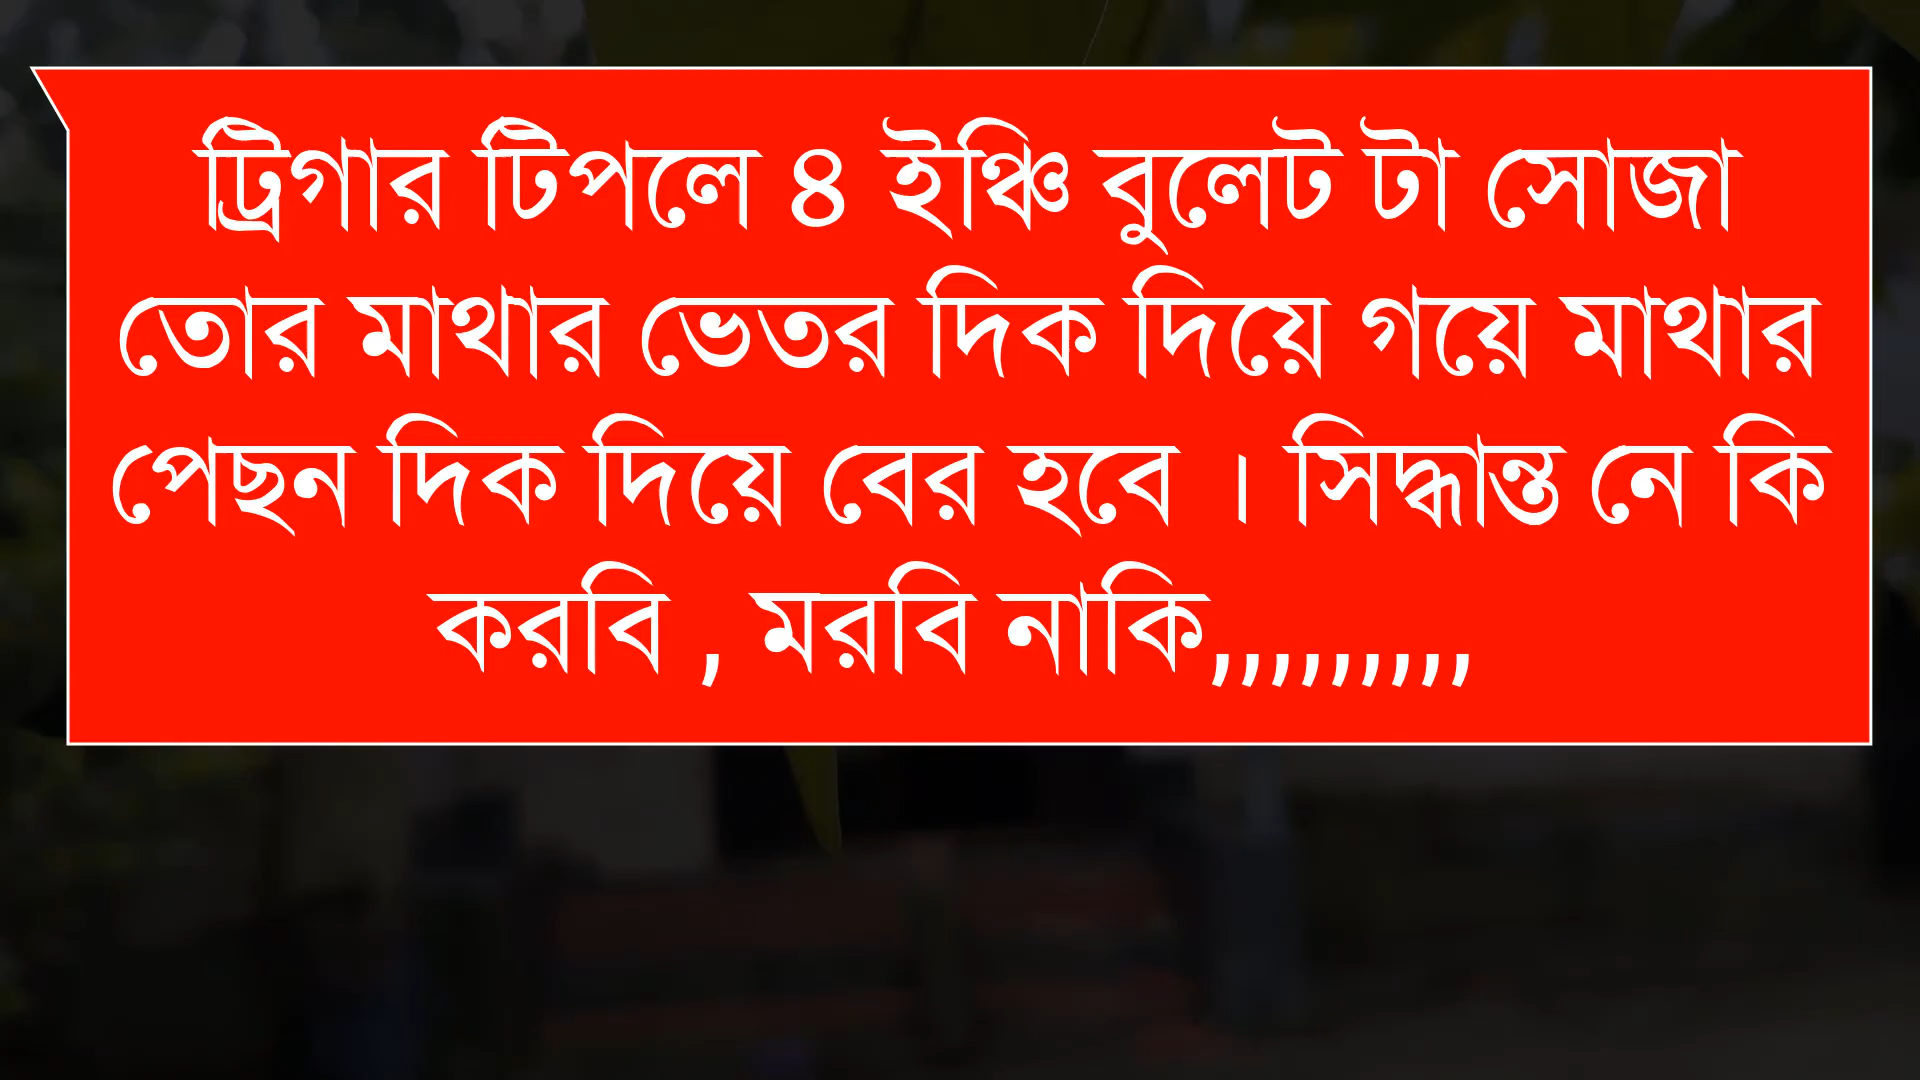 ট্রিগার টিপলে ৪ ইঞ্চি বুলেট টা সোজা
তোর মাথার ভেতর দিক দিয়ে গয়ে মাথার
পেছন দিক দিয়ে বের হবে । সিদ্ধান্ত নে কি
করবি , মরবি নাকি,,,,,,,,,